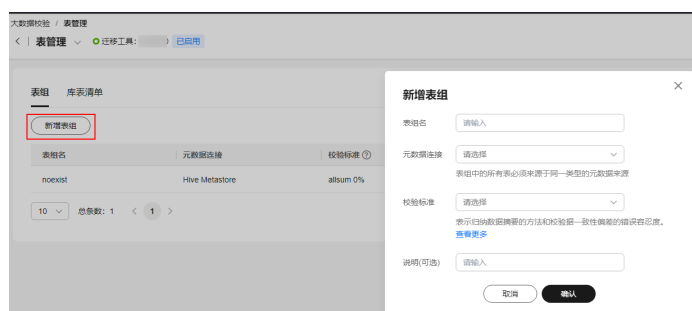 大数据校验 / 表管理
< | 表管理 迁移工具: ) 已启用
表组 库表清单
新增表组
表组名 元数据连接 校验标准 ?
noexist Hive Metastore allsum 0%
10 总条数: 1 < 1 >
新增表组 ×
表组名 请输入
元数据连接 请选择
表组中的所有表必须来源于同一类型的元数据来源
校验标准 请选择
表示归纳数据摘要的方法和校验据一致性偏差的错误容忍度。
查看更多
说明(可选) 请输入
取消 确认